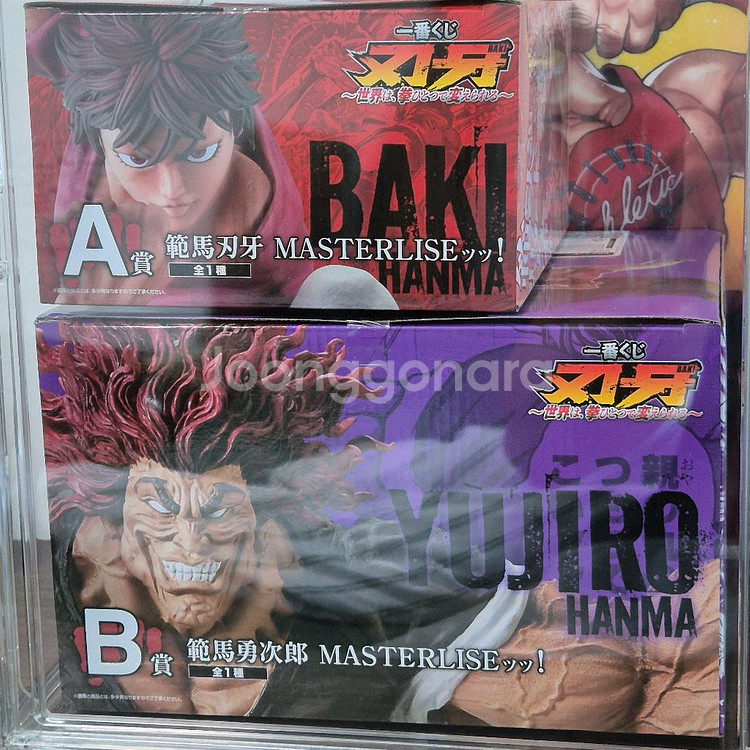 一番くじ
刃牙
BAKI
～世界は、拳ひとつで変えられる～
BAKI
HANMA
A賞
範馬刃牙 MASTERLISEッッ!
全1種
bletic
Joonggonara
一番くじ
刃牙
BAKI
～世界は、拳ひとつで変えられる～
こっ親
おや
YUJIRO
HANMA
B賞
範馬勇次郎 MASTERLISEッッ!
全1種